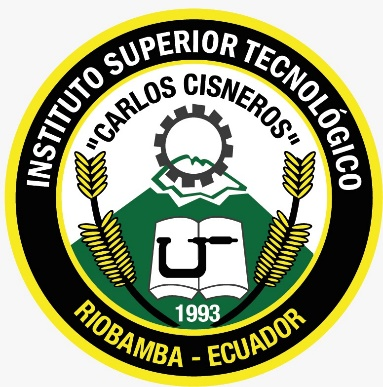 INSTITUTO SUPERIOR TECNOLÓGICO
"CARLOS CISNEROS"
1993
RIOBAMBA - ECUADOR